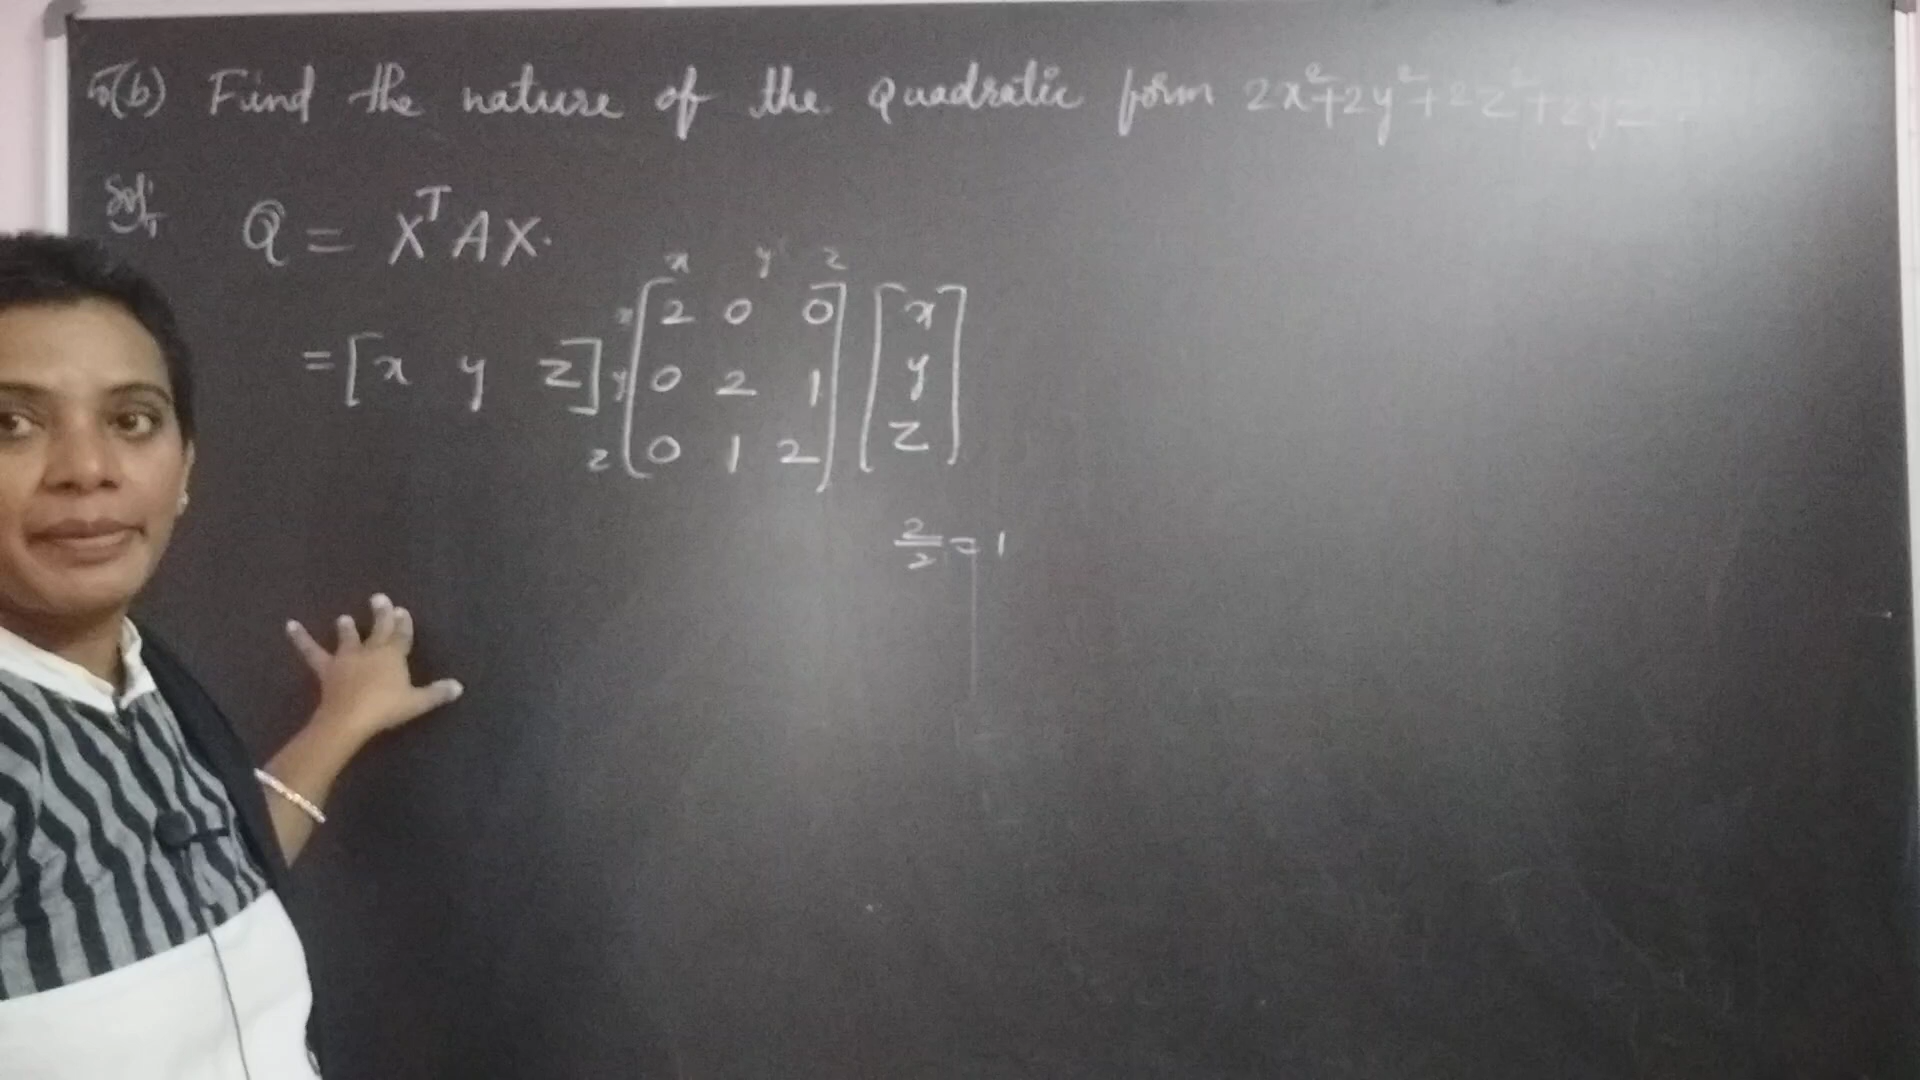 5(b) Find the nature of the Quadratic form 2x²+2y²+2z²+2yz.
Sol:
Q = XᵀAX.
x y z
= [x y z] x [2 0 0] [x]
y [0 2 1] [y]
z [0 1 2] [z]
2/2 = 1